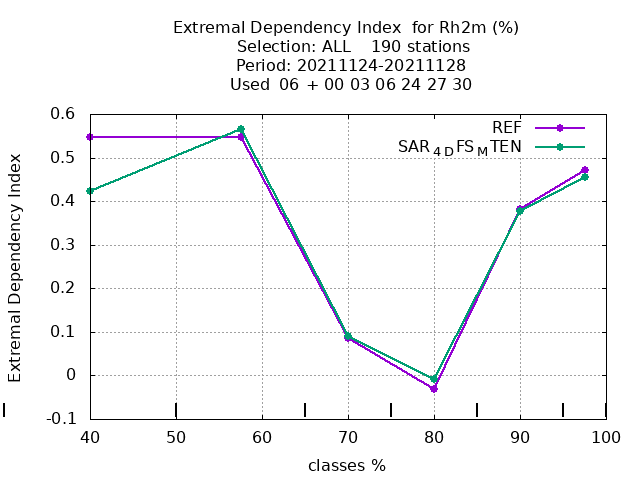 Extremal Dependency Index  for Rh2m (%)
Selection: ALL    190 stations
Period: 20211124-20211128
Used  06  + 00 03 06 24 27 30
REF
SAR4DFSMTEN
0.6
0.5
0.4
0.3
0.2
0.1
0
-0.1
Extremal Dependency Index
40 50 60 70 80 90 100
classes %